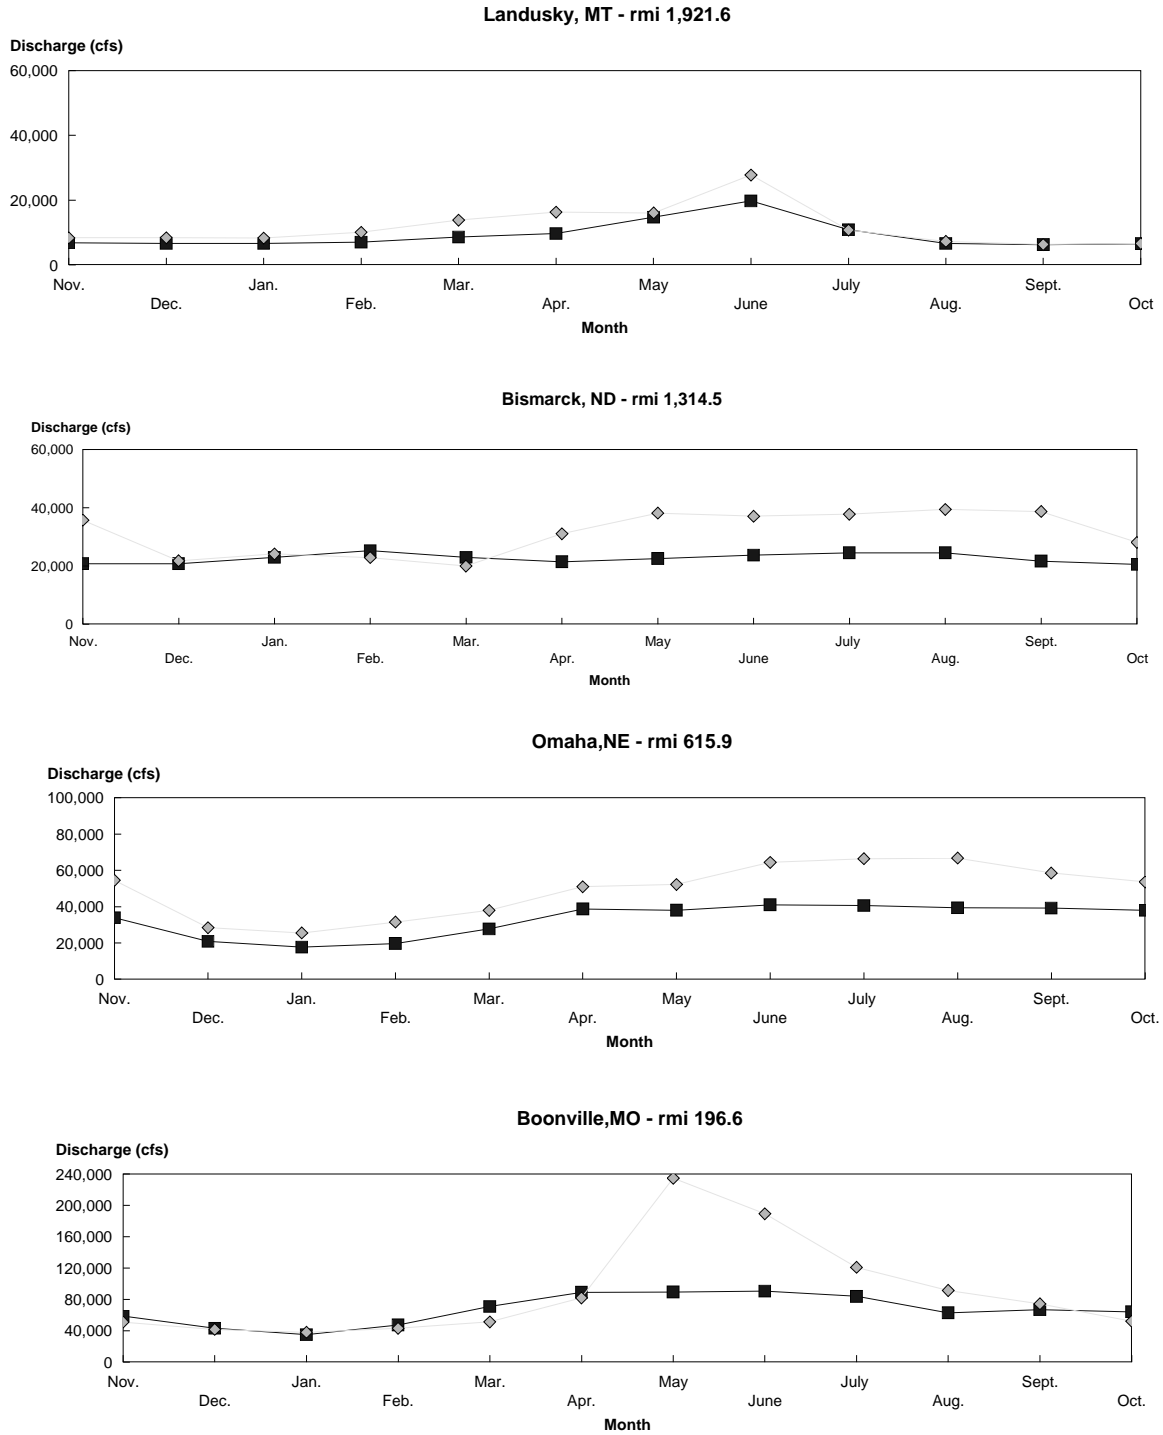 Landusky, MT - rmi 1,921.6
Discharge (cfs)
60,000
40,000
20,000
0
Nov. Jan. Mar. May July Sept.
Dec. Feb. Apr. June Aug. Oct
Month
Bismarck, ND - rmi 1,314.5
Discharge (cfs)
60,000
40,000
20,000
0
Nov. Jan. Mar. May July Sept.
Dec. Feb. Apr. June Aug. Oct
Month
Omaha,NE - rmi 615.9
Discharge (cfs)
100,000
80,000
60,000
40,000
20,000
0
Nov. Jan. Mar. May July Sept.
Dec. Feb. Apr. June Aug. Oct.
Month
Boonville,MO - rmi 196.6
Discharge (cfs)
240,000
200,000
160,000
120,000
80,000
40,000
0
Nov. Jan. Mar. May July Sept.
Dec. Feb. Apr. June Aug. Oct.
Month